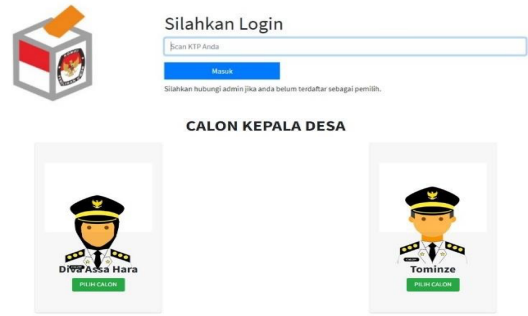 Silahkan Login
Scan KTP Anda
Masuk
Silahkan hubungi admin jika anda belum terdaftar sebagai pemilih.
CALON KEPALA DESA
Diva Assa Hara
PILIH CALON
Tominze
PILIH CALON